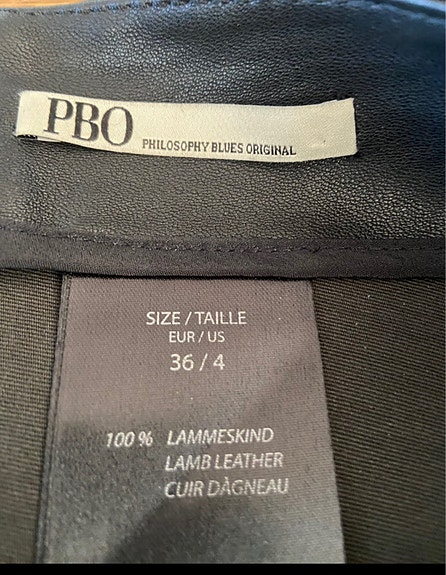 PBO
PHILOSOPHY BLUES ORIGINAL
SIZE / TAILLE
EUR / US
36 / 4
100 % LAMMESKIND
LAMB LEATHER
CUIR DÀGNEAU